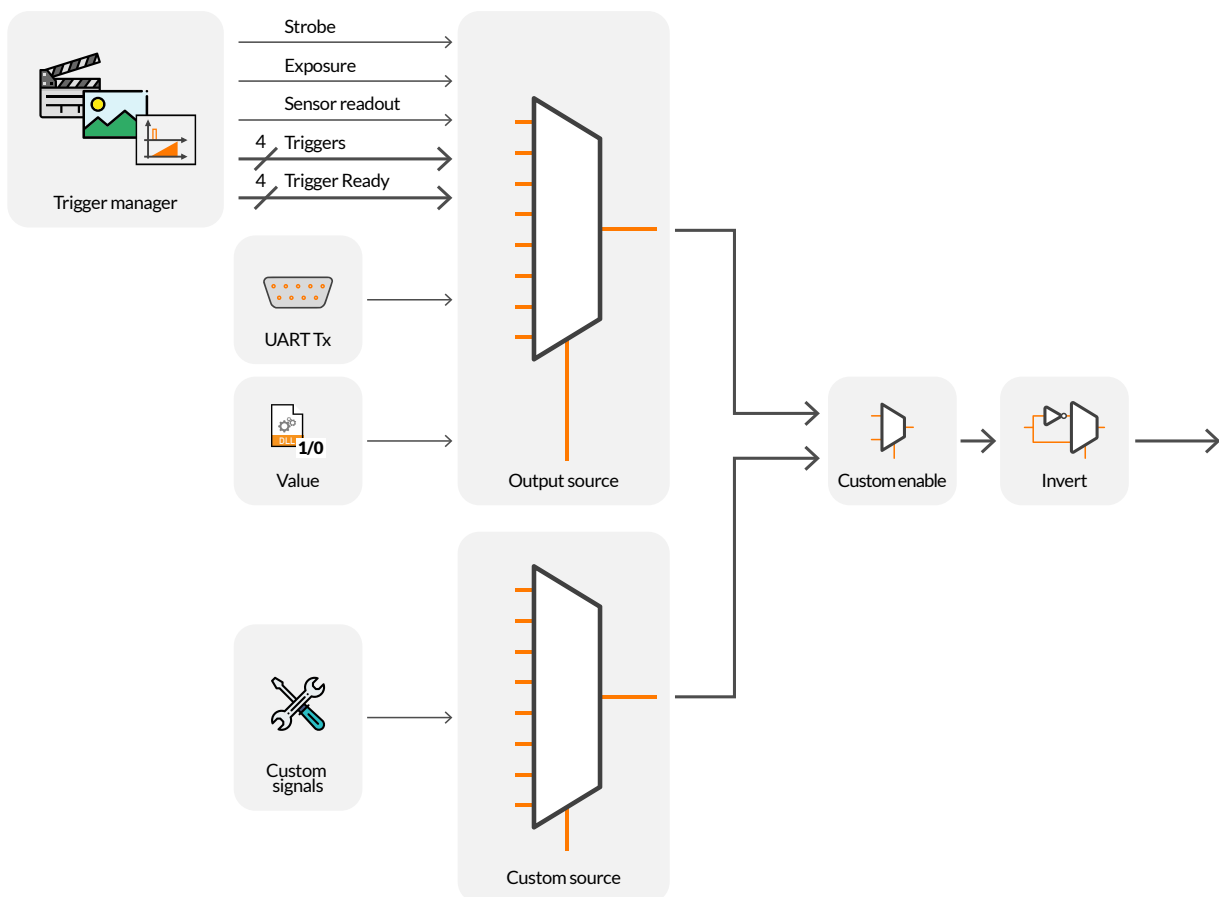 Strobe
Exposure
Sensor readout
4 Triggers
4 Trigger Ready
Trigger manager
UART Tx
DLL
1/0
Value
Output source
Custom enable
Invert
Custom
signals
Custom source